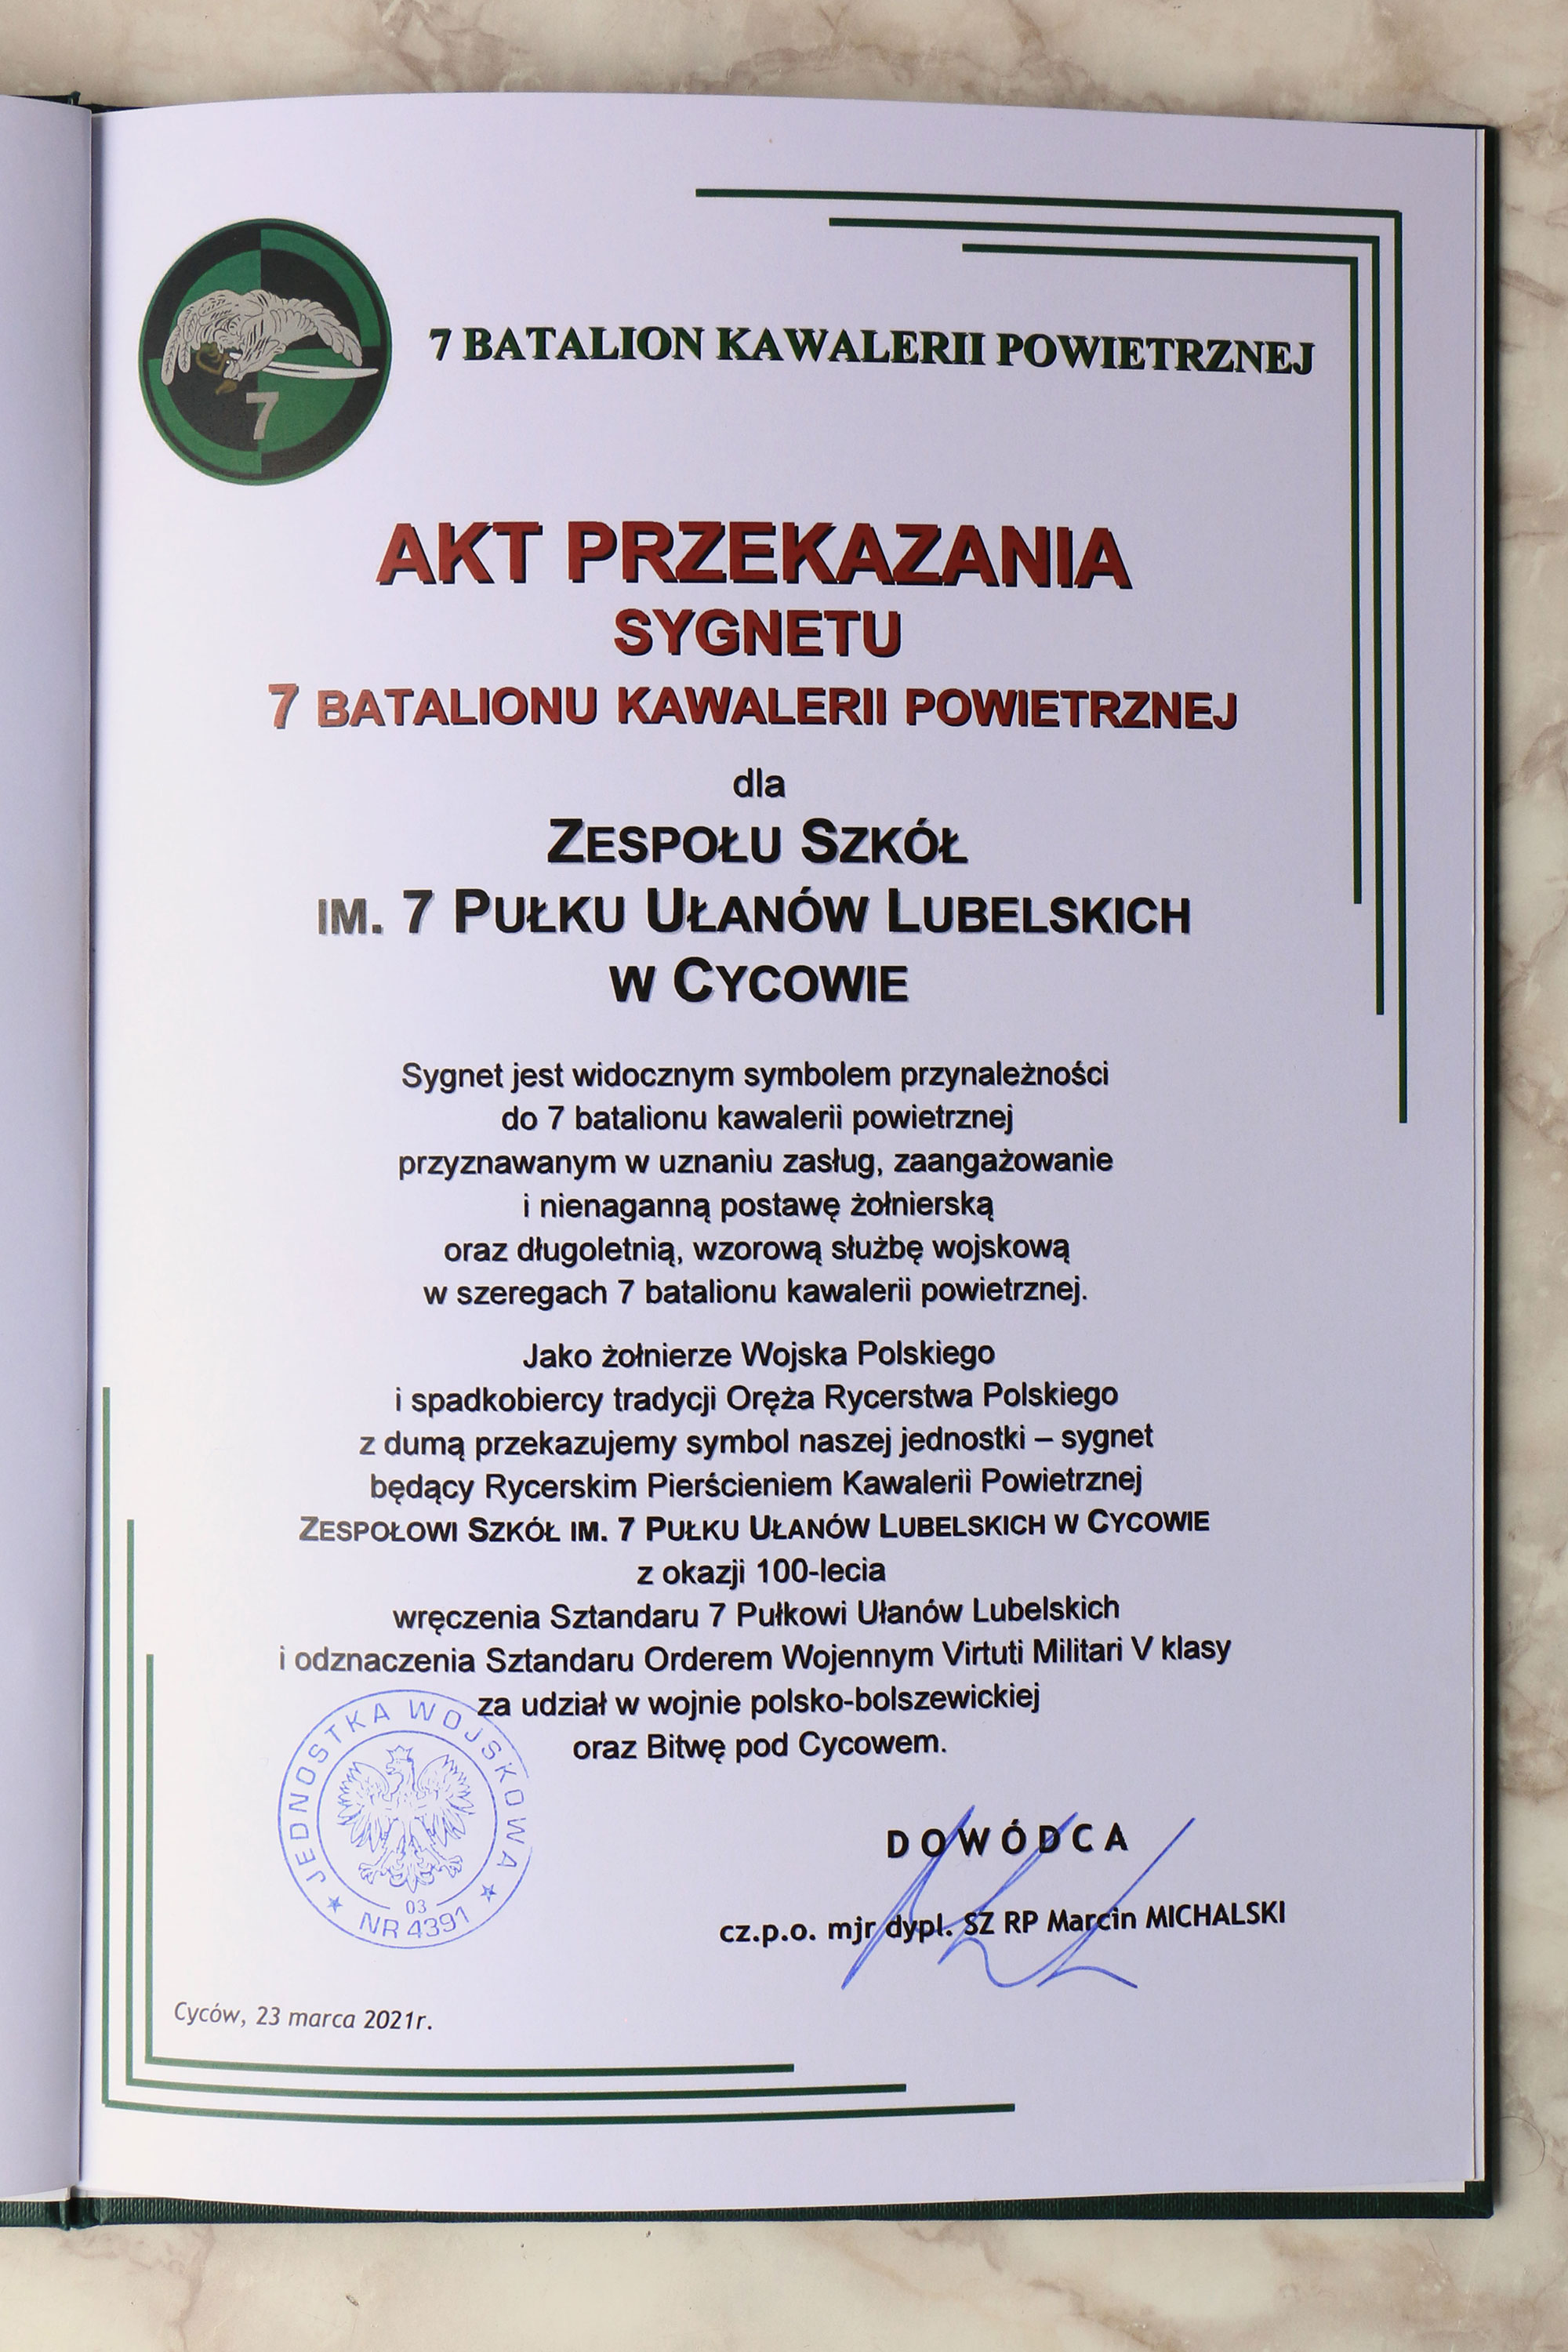 7 BATALION KAWALERII POWIETRZNEJ
7
AKT PRZEKAZANIA
SYGNETU
7 BATALIONU KAWALERII POWIETRZNEJ
dla
ZESPOŁU SZKÓŁ
IM. 7 PUŁKU UŁANÓW LUBELSKICH
W CYCOWIE
Sygnet jest widocznym symbolem przynależności
do 7 batalionu kawalerii powietrznej
przyznawanym w uznaniu zasług, zaangażowanie
i nienaganną postawę żołnierską
oraz długoletnią, wzorową służbę wojskową
w szeregach 7 batalionu kawalerii powietrznej.
Jako żołnierze Wojska Polskiego
i spadkobiercy tradycji Oręża Rycerstwa Polskiego
z dumą przekazujemy symbol naszej jednostki – sygnet
będący Rycerskim Pierścieniem Kawalerii Powietrznej
ZESPOŁOWI SZKÓŁ IM. 7 PUŁKU UŁANÓW LUBELSKICH W CYCOWIE
z okazji 100-lecia
wręczenia Sztandaru 7 Pułkowi Ułanów Lubelskich
i odznaczenia Sztandaru Orderem Wojennym Virtuti Militari V klasy
za udział w wojnie polsko-bolszewickiej
oraz Bitwę pod Cycowem.
JEDNOSTKA WOJSKOWA
03
NR 4391
DOWÓDCA
cz.p.o. mjr dypl. SZ RP Marcin MICHALSKI
Cyców, 23 marca 2021r.